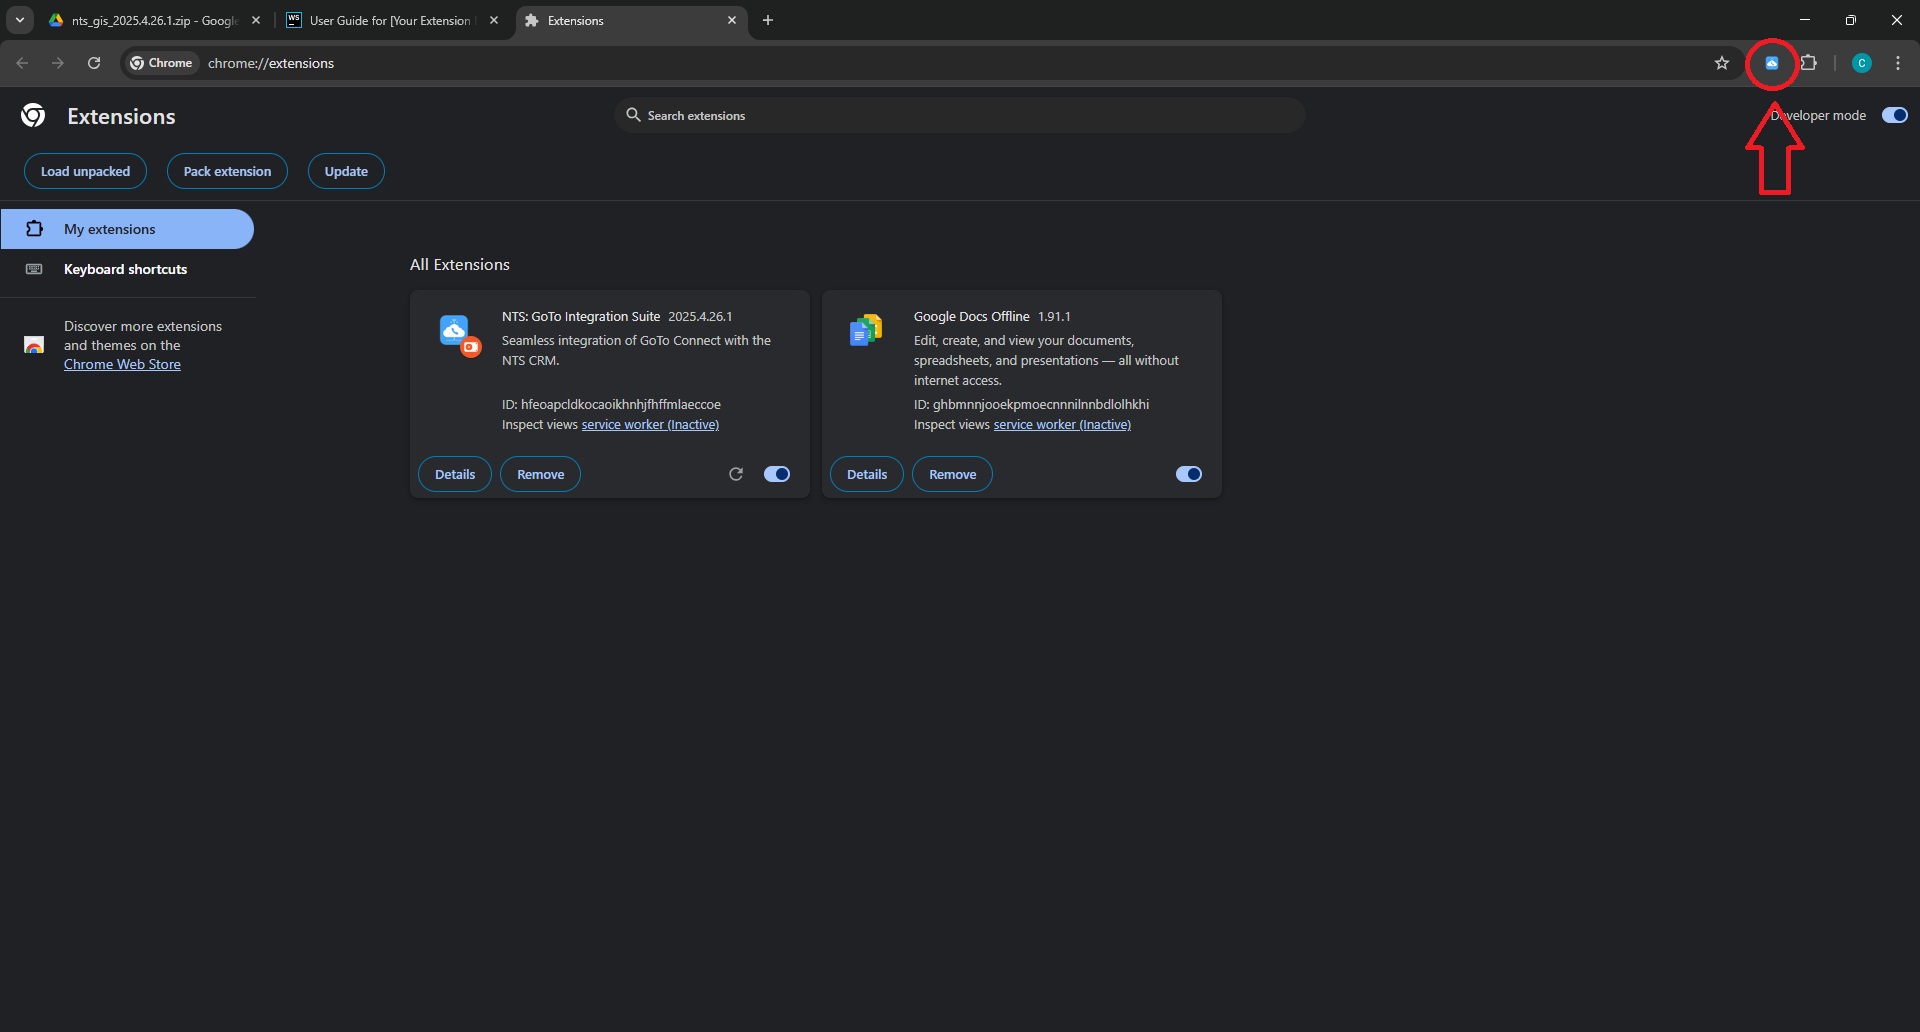 nts_gis_2025.4.26.1.zip - Google
User Guide for [Your Extension
Extensions
Chrome
chrome://extensions
C
Extensions
Search extensions
Developer mode
Load unpacked
Pack extension
Update
My extensions
Keyboard shortcuts
Discover more extensions
and themes on the
Chrome Web Store
All Extensions
NTS: GoTo Integration Suite 2025.4.26.1
Seamless integration of GoTo Connect with the
NTS CRM.
ID: hfeoapcldkocaoikhnhjfhffmlaeccoe
Inspect views service worker (Inactive)
Details
Remove
Google Docs Offline 1.91.1
Edit, create, and view your documents,
spreadsheets, and presentations — all without
internet access.
ID: ghbmnnjooekpmoecnnnilnnbdlolhkhi
Inspect views service worker (Inactive)
Details
Remove